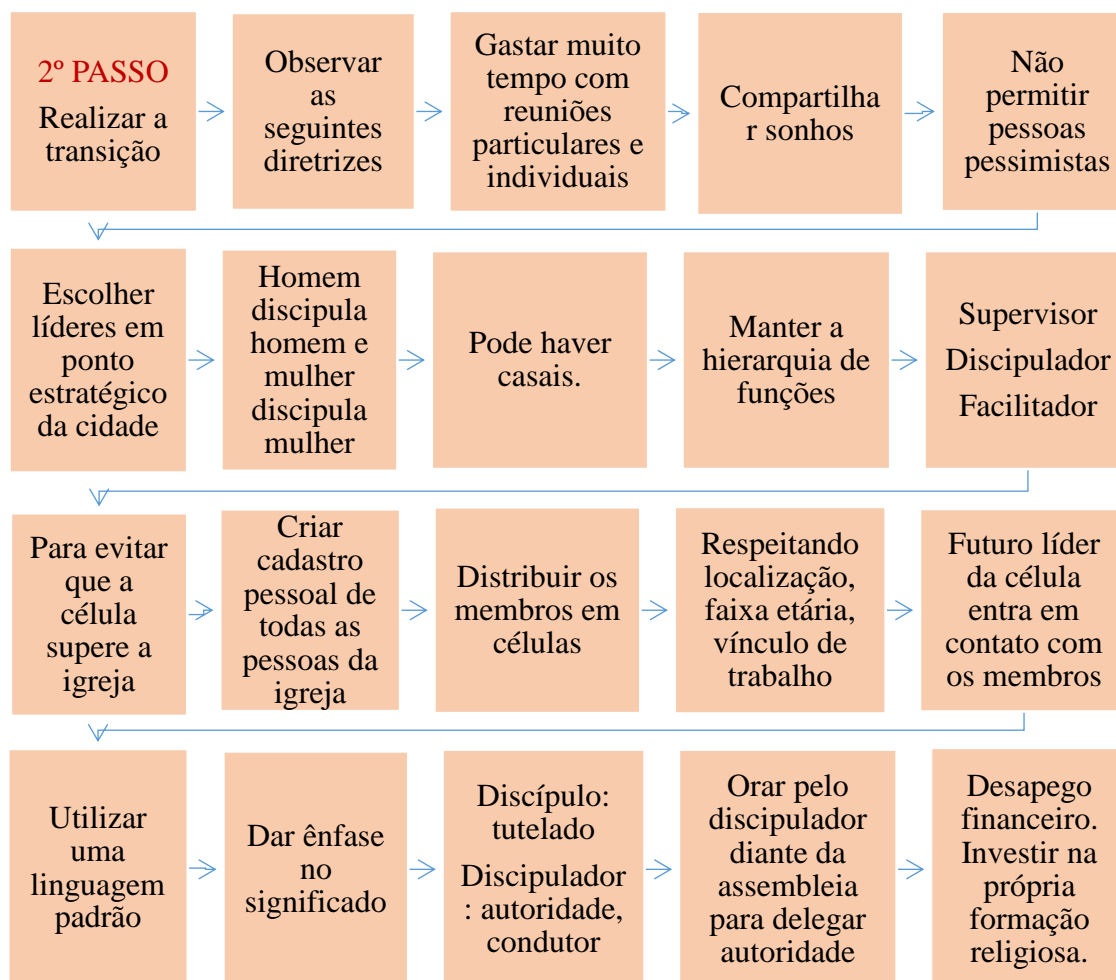 2º PASSO
Realizar a
transição
Observar
as
seguintes
diretrizes
Gastar muito
tempo com
reuniões
particulares e
individuais
Compartilha
r sonhos
Não
permitir
pessoas
pessimistas
Escolher
líderes em
ponto
estratégico
da cidade
Homem
discipula
homem e
mulher
discipula
mulher
Pode haver
casais.
Manter a
hierarquia de
funções
Supervisor
Discipulador
Facilitador
Para evitar
que a
célula
supere a
igreja
Criar
cadastro
pessoal de
todas as
pessoas da
igreja
Distribuir os
membros em
células
Respeitando
localização,
faixa etária,
vínculo de
trabalho
Futuro líder
da célula
entra em
contato com
os membros
Utilizar
uma
linguagem
padrão
Dar ênfase
no
significado
Discípulo:
tutelado
Discipulador
: autoridade,
condutor
Orar pelo
discipulador
diante da
assembleia
para delegar
autoridade
Desapego
financeiro.
Investir na
própria
formação
religiosa.